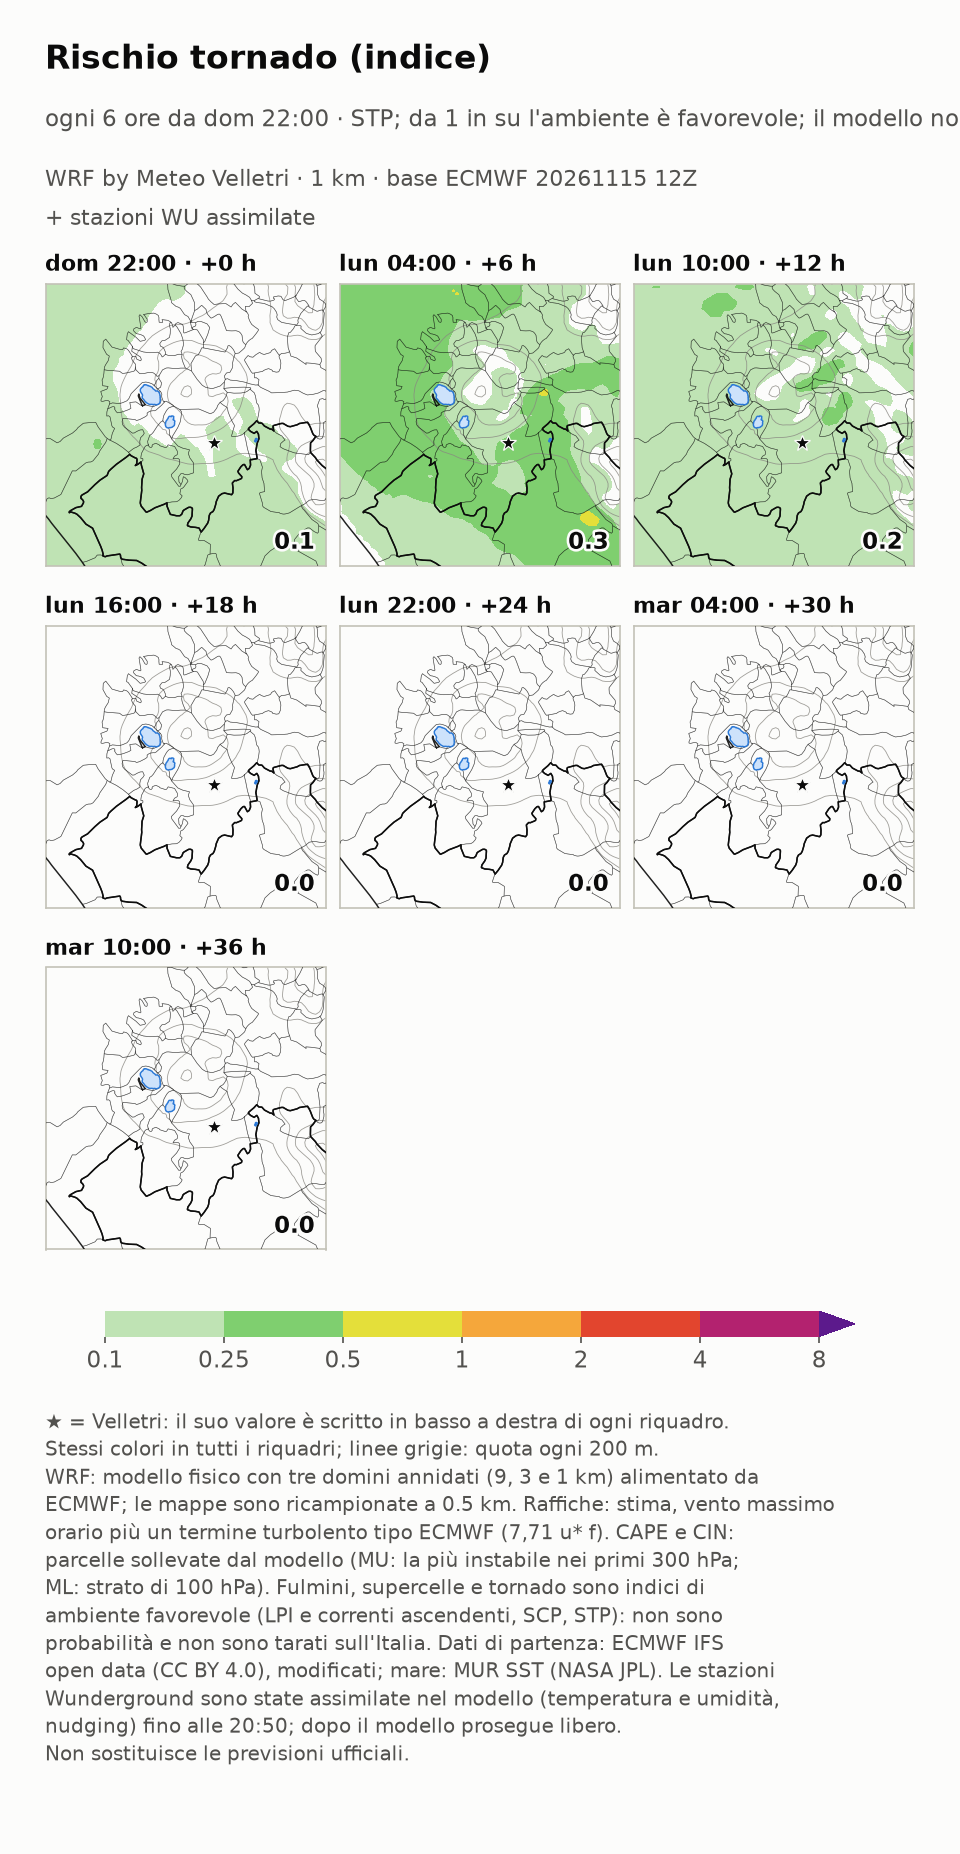 Rischio tornado (indice)
ogni 6 ore da dom 22:00 · STP; da 1 in su l'ambiente è favorevole; il modello no
WRF by Meteo Velletri · 1 km · base ECMWF 20261115 12Z
+ stazioni WU assimilate
dom 22:00 · +0 h
lun 04:00 · +6 h
lun 10:00 · +12 h
0.1
0.3
0.2
lun 16:00 · +18 h
lun 22:00 · +24 h
mar 04:00 · +30 h
0.0
0.0
0.0
mar 10:00 · +36 h
0.0
0.1 0.25 0.5 1 2 4 8
★ = Velletri: il suo valore è scritto in basso a destra di ogni riquadro.
Stessi colori in tutti i riquadri; linee grigie: quota ogni 200 m.
WRF: modello fisico con tre domini annidati (9, 3 e 1 km) alimentato da
ECMWF; le mappe sono ricampionate a 0.5 km. Raffiche: stima, vento massimo
orario più un termine turbolento tipo ECMWF (7,71 u* f). CAPE e CIN:
parcelle sollevate dal modello (MU: la più instabile nei primi 300 hPa;
ML: strato di 100 hPa). Fulmini, supercelle e tornado sono indici di
ambiente favorevole (LPI e correnti ascendenti, SCP, STP): non sono
probabilità e non sono tarati sull'Italia. Dati di partenza: ECMWF IFS
open data (CC BY 4.0), modificati; mare: MUR SST (NASA JPL). Le stazioni
Wunderground sono state assimilate nel modello (temperatura e umidità,
nudging) fino alle 20:50; dopo il modello prosegue libero.
Non sostituisce le previsioni ufficiali.